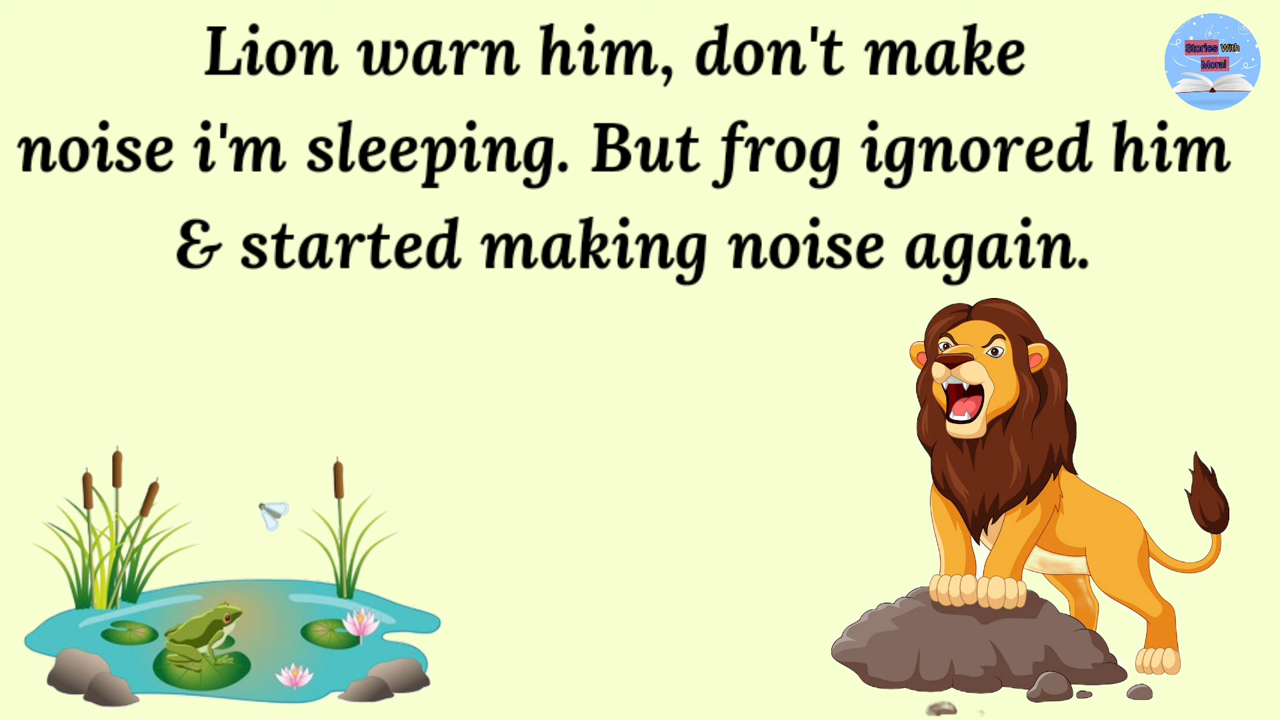 Lion warn him, don't make
noise i'm sleeping. But frog ignored him
& started making noise again.
Stories With
Moral